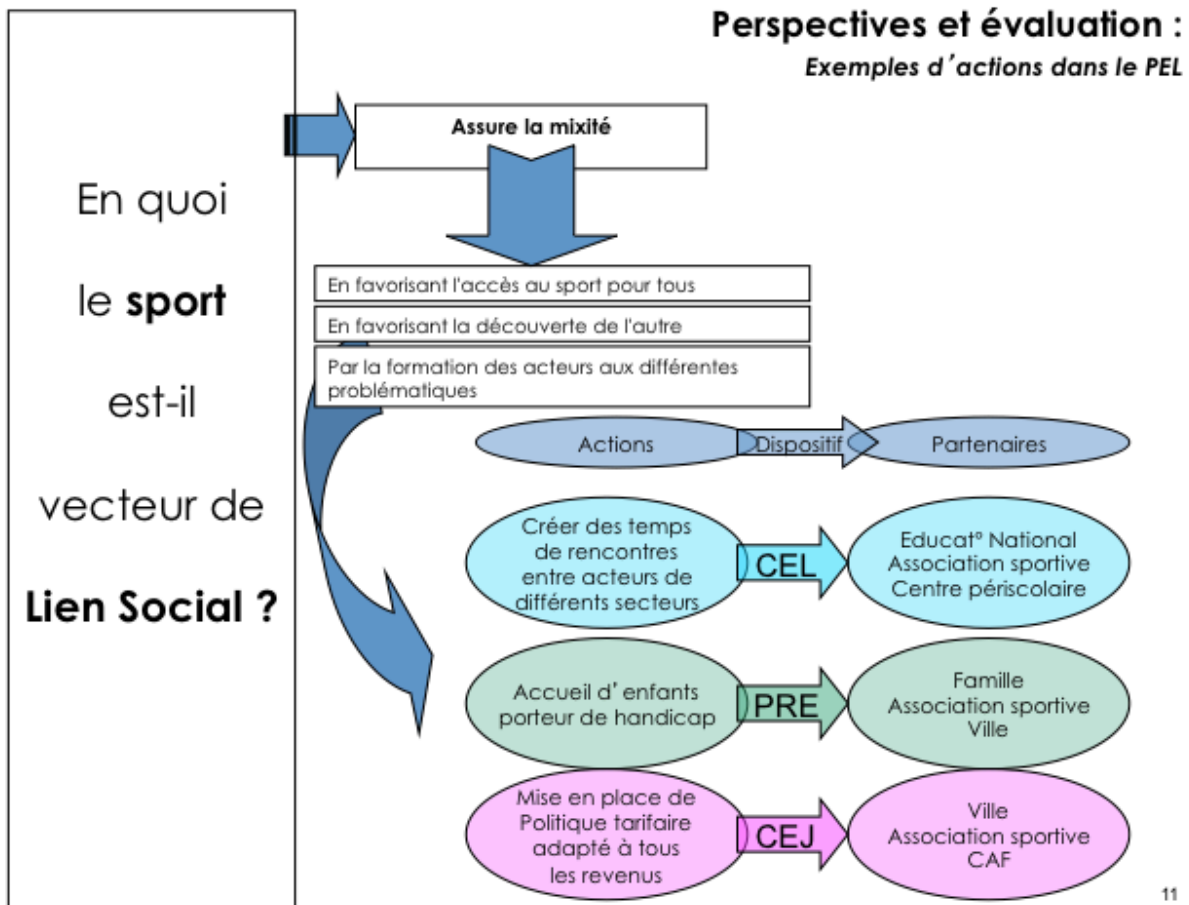 Perspectives et évaluation :
Exemples d’actions dans le PEL
En quoi
le sport
est-il
vecteur de
Lien Social ?
Assure la mixité
En favorisant l'accès au sport pour tous
En favorisant la découverte de l'autre
Par la formation des acteurs aux différentes
problématiques
Actions
Dispositif
Partenaires
Créer des temps
de rencontres
entre acteurs de
différents secteurs
CEL
Educatº National
Association sportive
Centre périscolaire
Accueil d’enfants
porteur de handicap
PRE
Famille
Association sportive
Ville
Mise en place de
Politique tarifaire
adapté à tous
les revenus
CEJ
Ville
Association sportive
CAF
11